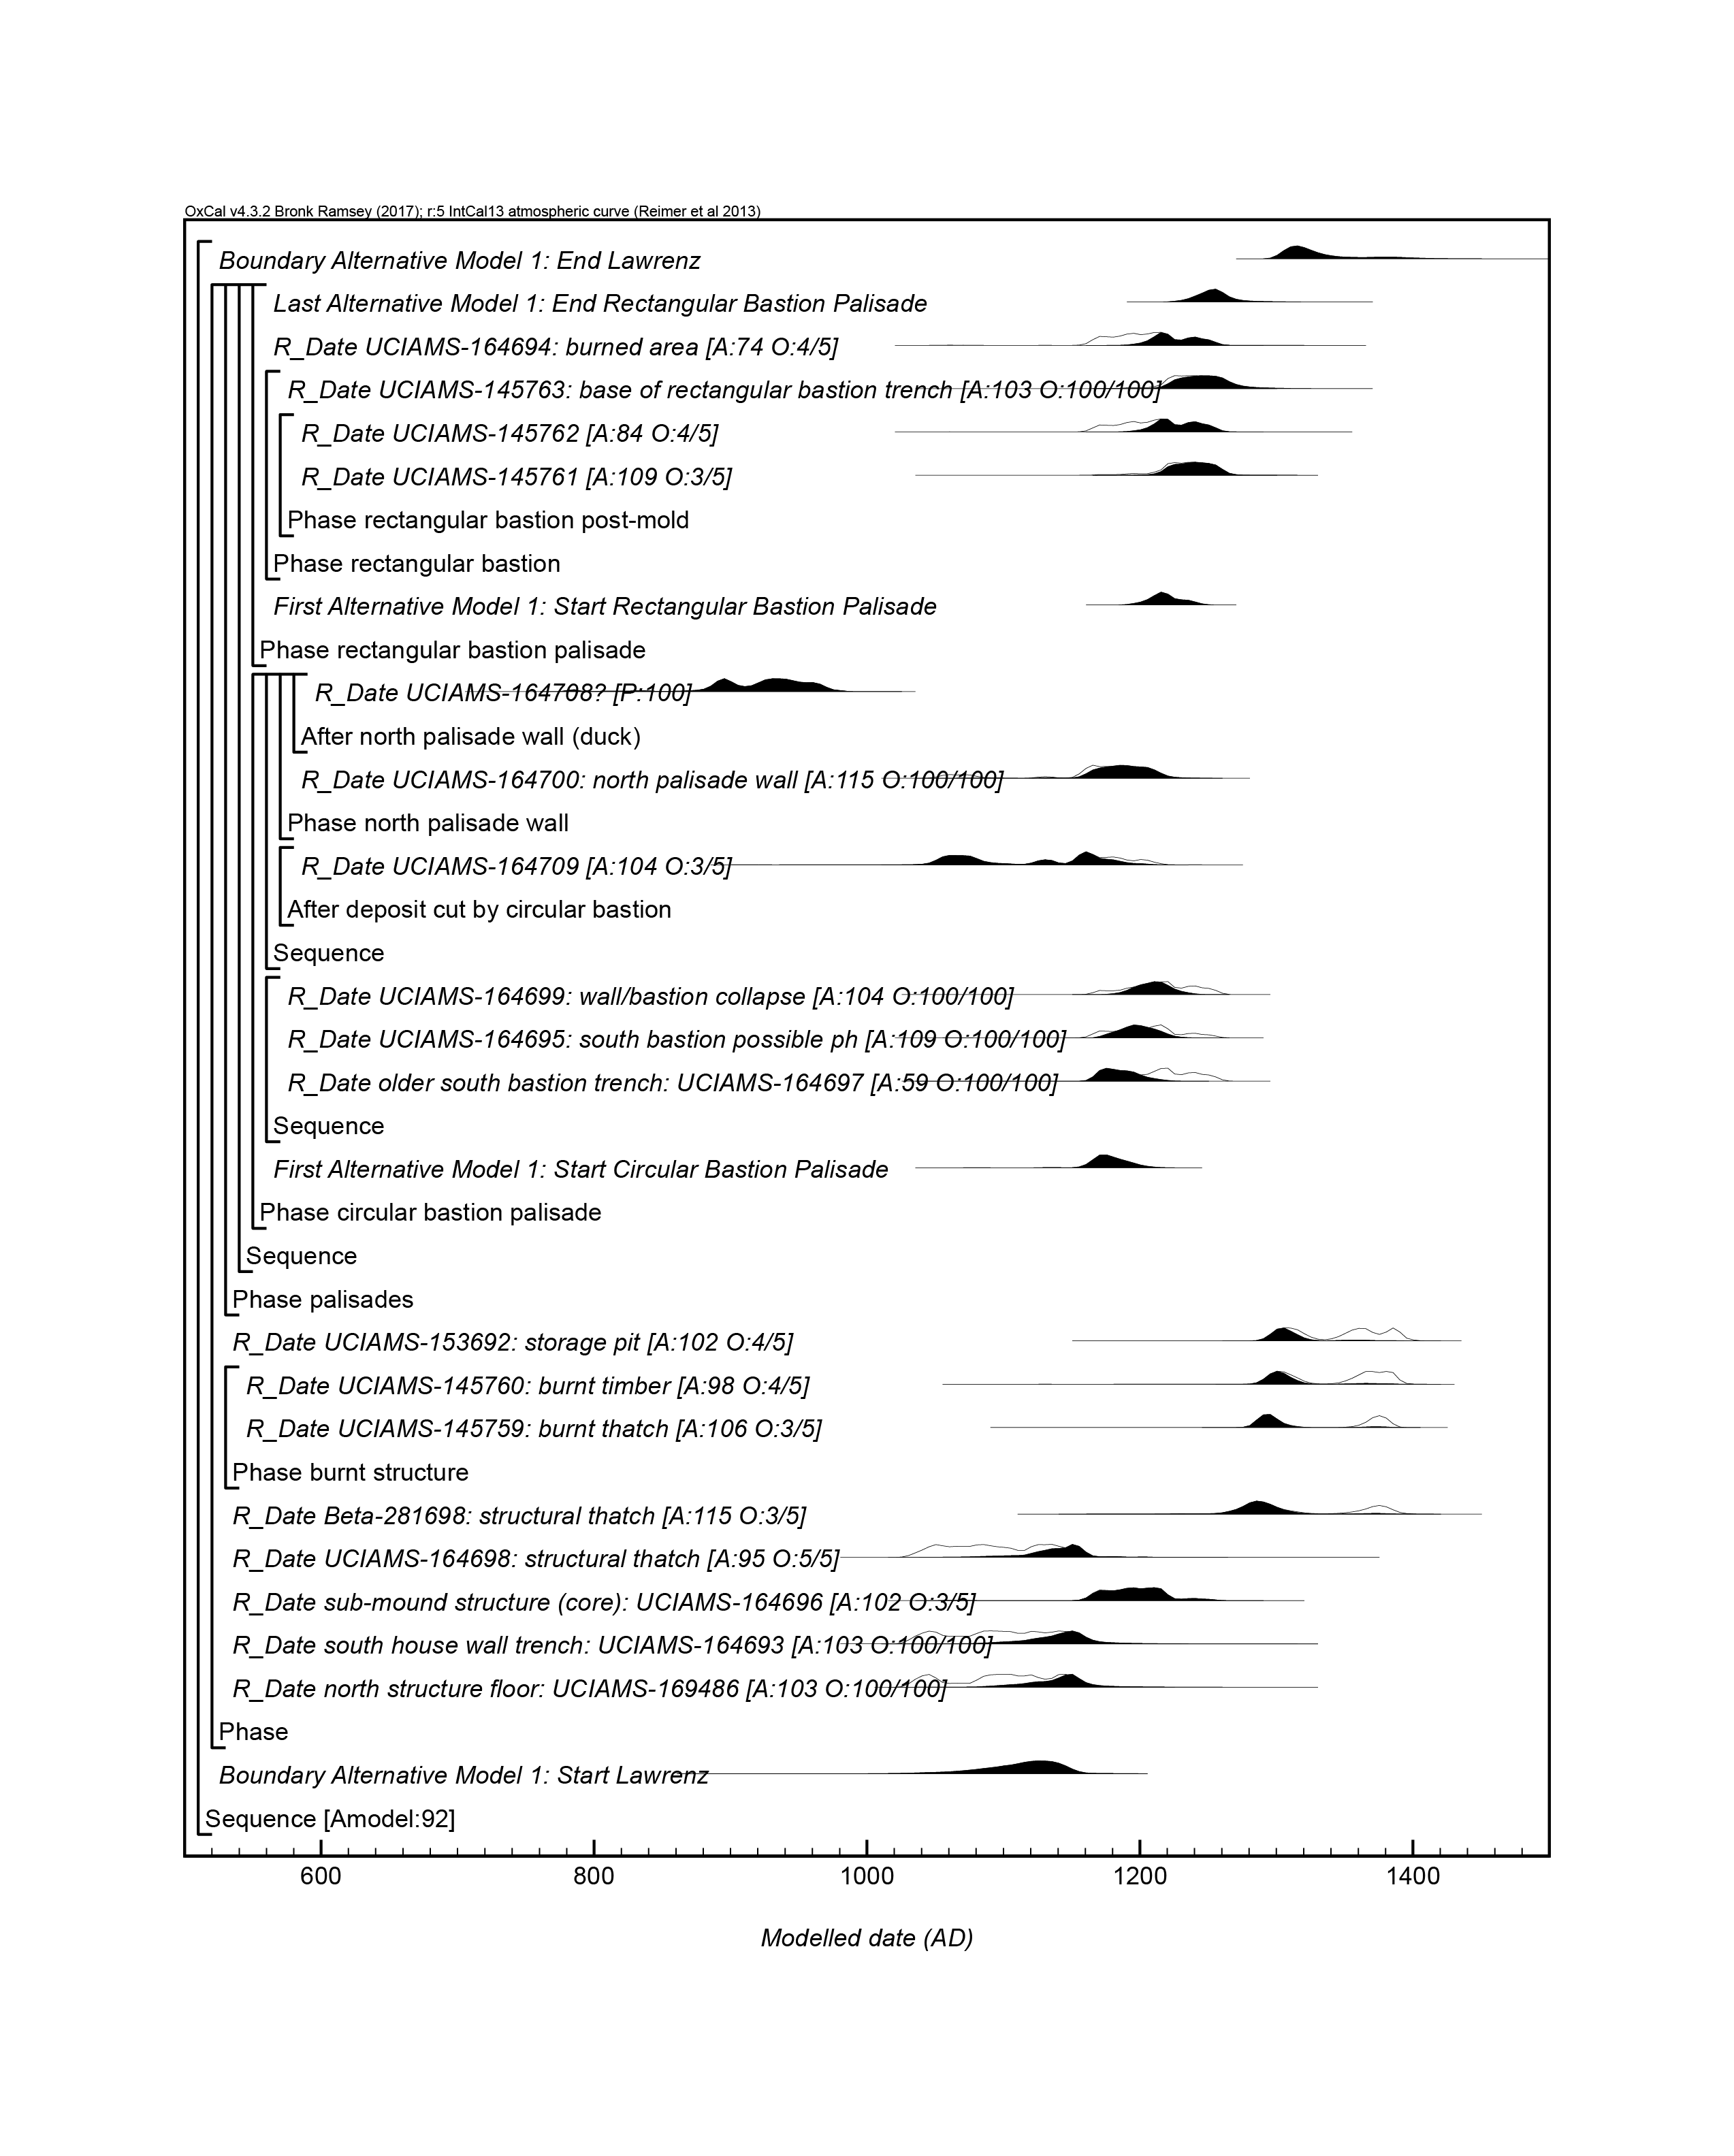 OxCal v4.3.2 Bronk Ramsey (2017); r:5 IntCal13 atmospheric curve (Reimer et al 2013)
Boundary Alternative Model 1: End Lawrenz
Last Alternative Model 1: End Rectangular Bastion Palisade
R_Date UCIAMS-164694: burned area [A:74 O:4/5]
R_Date UCIAMS-145763: base of rectangular bastion trench [A:103 O:100/100]
R_Date UCIAMS-145762 [A:84 O:4/5]
R_Date UCIAMS-145761 [A:109 O:3/5]
Phase rectangular bastion post-mold
Phase rectangular bastion
First Alternative Model 1: Start Rectangular Bastion Palisade
Phase rectangular bastion palisade
R_Date UCIAMS-164708? [P:100]
After north palisade wall (duck)
R_Date UCIAMS-164700: north palisade wall [A:115 O:100/100]
Phase north palisade wall
R_Date UCIAMS-164709 [A:104 O:3/5]
After deposit cut by circular bastion
Sequence
R_Date UCIAMS-164699: wall/bastion collapse [A:104 O:100/100]
R_Date UCIAMS-164695: south bastion possible ph [A:109 O:100/100]
R_Date older south bastion trench: UCIAMS-164697 [A:59 O:100/100]
Sequence
First Alternative Model 1: Start Circular Bastion Palisade
Phase circular bastion palisade
Sequence
Phase palisades
R_Date UCIAMS-153692: storage pit [A:102 O:4/5]
R_Date UCIAMS-145760: burnt timber [A:98 O:4/5]
R_Date UCIAMS-145759: burnt thatch [A:106 O:3/5]
Phase burnt structure
R_Date Beta-281698: structural thatch [A:115 O:3/5]
R_Date UCIAMS-164698: structural thatch [A:95 O:5/5]
R_Date sub-mound structure (core): UCIAMS-164696 [A:102 O:3/5]
R_Date south house wall trench: UCIAMS-164693 [A:103 O:100/100]
R_Date north structure floor: UCIAMS-169486 [A:103 O:100/100]
Phase
Boundary Alternative Model 1: Start Lawrenz
Sequence [Amodel:92]
600 800 1000 1200 1400
Modelled date (AD)